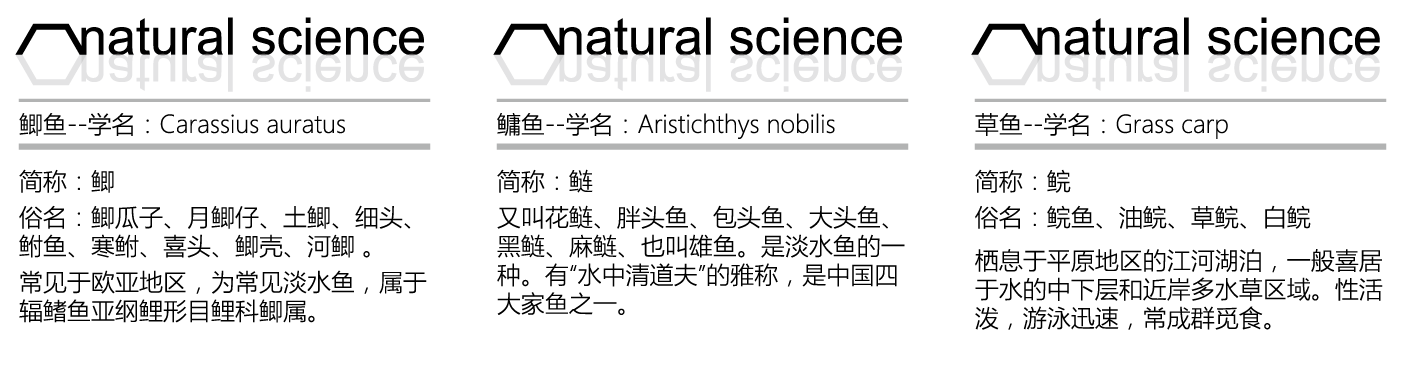 natural science
鲫鱼--学名：Carassius auratus
简称：鲫
俗名：鲫瓜子、月鲫仔、土鲫、细头、
鲋鱼、寒鲋、喜头、鲫壳、河鲫 。
常见于欧亚地区，为常见淡水鱼，属于
辐鳍鱼亚纲鲤形目鲤科鲫属。
natural science
鳙鱼--学名：Aristichthys nobilis
简称：鲢
又叫花鲢、胖头鱼、包头鱼、大头鱼、
黑鲢、麻鲢、也叫雄鱼。是淡水鱼的一
种。有“水中清道夫”的雅称，是中国四
大家鱼之一。
natural science
草鱼--学名：Grass carp
简称：鲩
俗名：鲩鱼、油鲩、草鲩、白鲩
栖息于平原地区的江河湖泊，一般喜居
于水的中下层和近岸多水草区域。性活
泼，游泳迅速，常成群觅食。